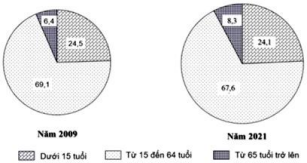 6,4
24,5
69,1
8,3
24,1
67,6
Năm 2009
Năm 2021
Dưới 15 tuổi
Từ 15 đến 64 tuổi
Từ 65 tuổi trở lên